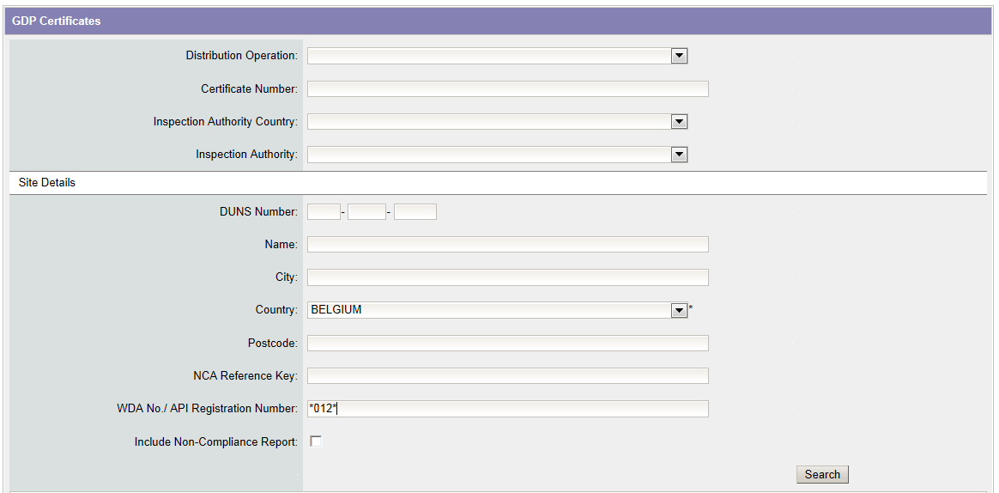 GDP Certificates
Distribution Operation:
Certificate Number:
Inspection Authority Country:
Inspection Authority:
Site Details
DUNS Number: - -
Name:
City:
Country: BELGIUM *
Postcode:
NCA Reference Key:
WDA No./ API Registration Number: *012*
Include Non-Compliance Report:
Search